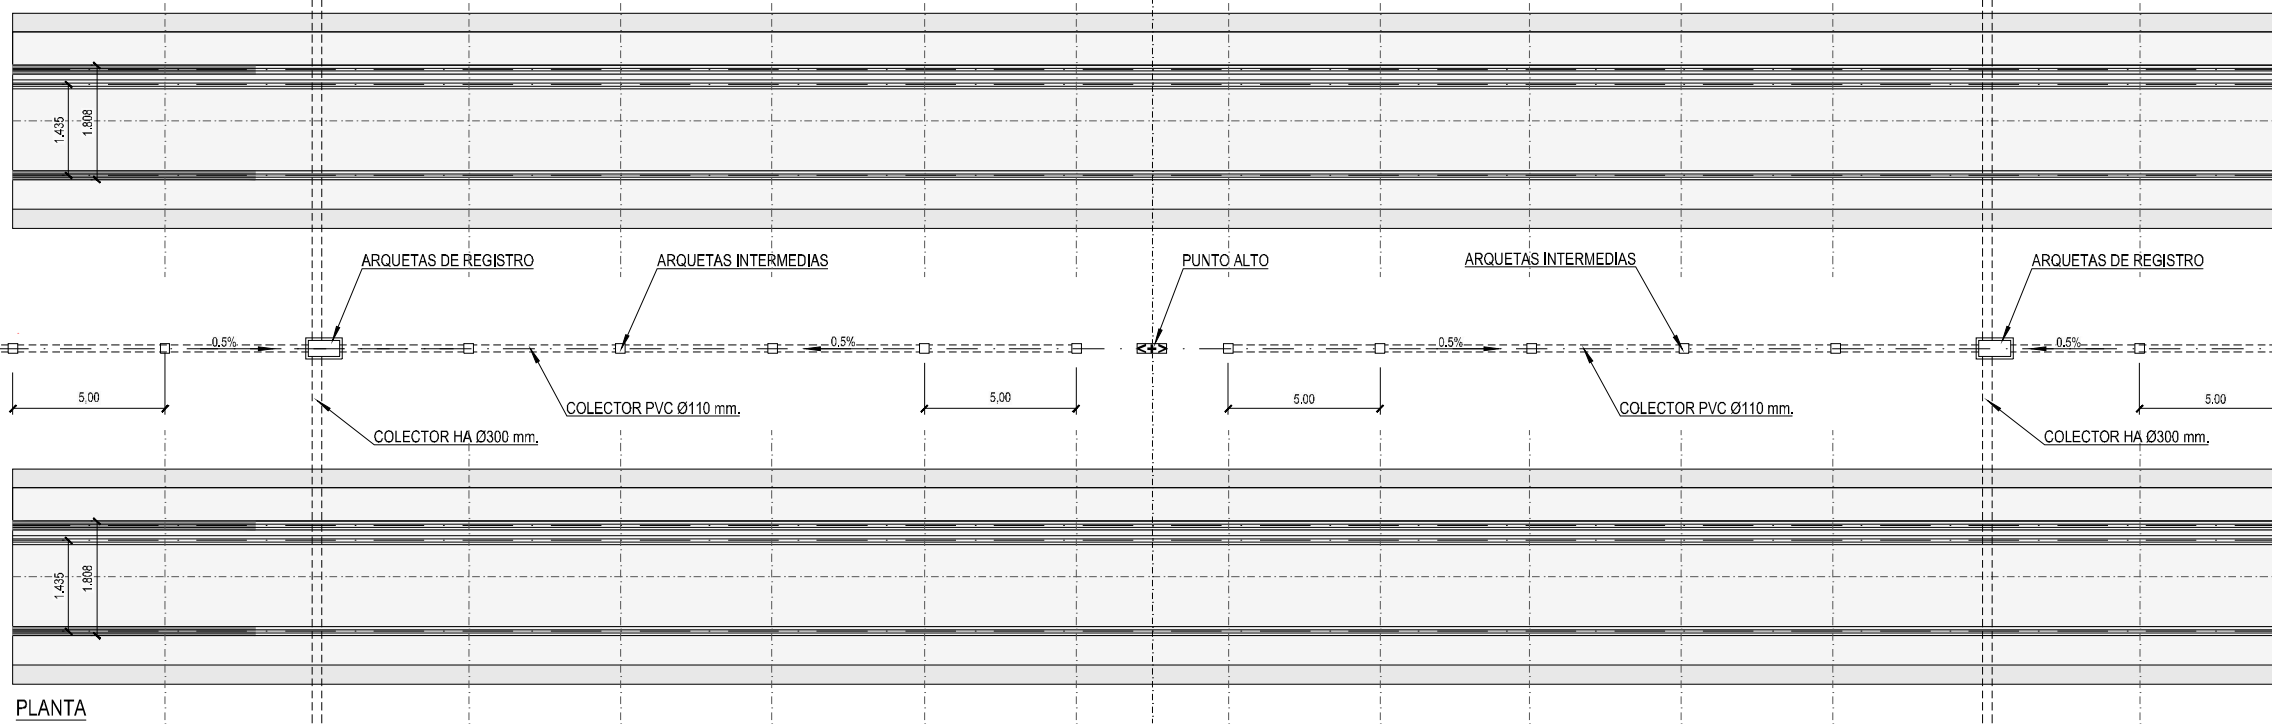 1.435
1.808
ARQUETAS DE REGISTRO
ARQUETAS INTERMEDIAS
PUNTO ALTO
ARQUETAS INTERMEDIAS
ARQUETAS DE REGISTRO
0.5%
0.5%
<+>
0.5%
0.5%
5,00
COLECTOR PVC Ø110 mm.
5,00
5.00
COLECTOR PVC Ø110 mm.
5.00
COLECTOR HA Ø300 mm.
COLECTOR HA Ø300 mm.
1.435
1.808
PLANTA